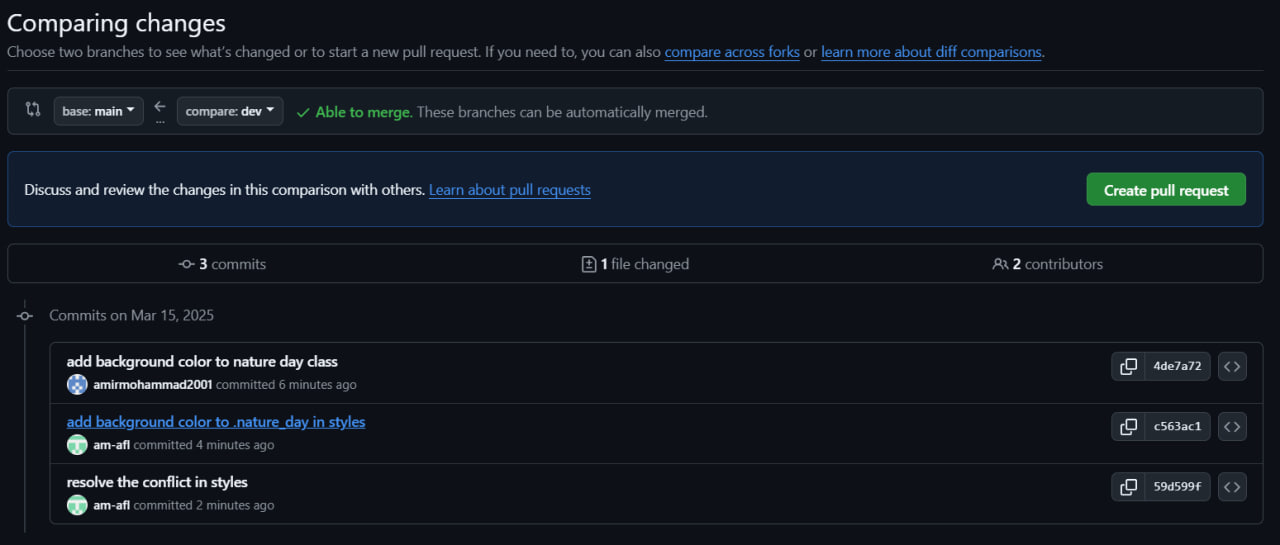 Comparing changes
Choose two branches to see what's changed or to start a new pull request. If you need to, you can also compare across forks or learn more about diff comparisons.
base: main ← compare: dev ✓ Able to merge. These branches can be automatically merged.
...
Discuss and review the changes in this comparison with others. Learn about pull requests Create pull request
3 commits 1 file changed 2 contributors
Commits on Mar 15, 2025
add background color to nature day class
amirmohammad2001 committed 6 minutes ago 4de7a72 <>
add background color to .nature_day in styles
am-afl committed 4 minutes ago c563ac1 <>
resolve the conflict in styles
am-afl committed 2 minutes ago 59d599f <>